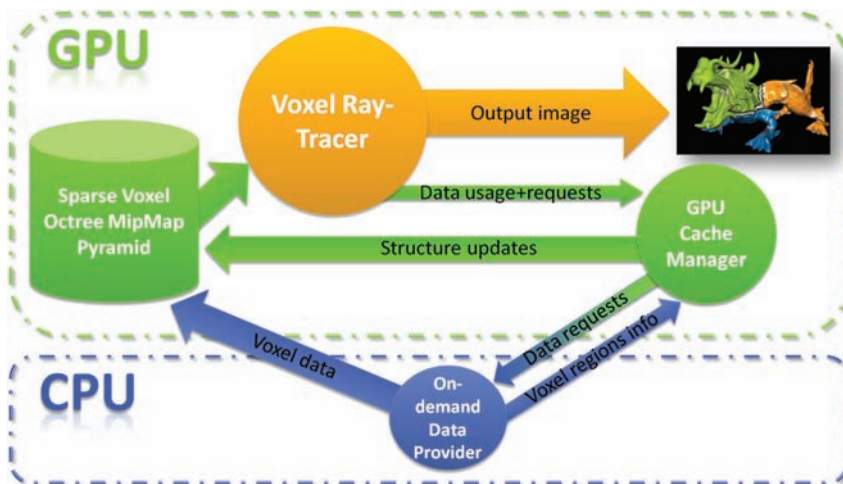 GPU
Voxel Ray-
Tracer
Output image
Sparse Voxel
Octree MipMap
Pyramid
Data usage+requests
GPU
Cache
Manager
Structure updates
Data requests
Voxel regions info
Voxel data
CPU
On-
demand
Data
Provider